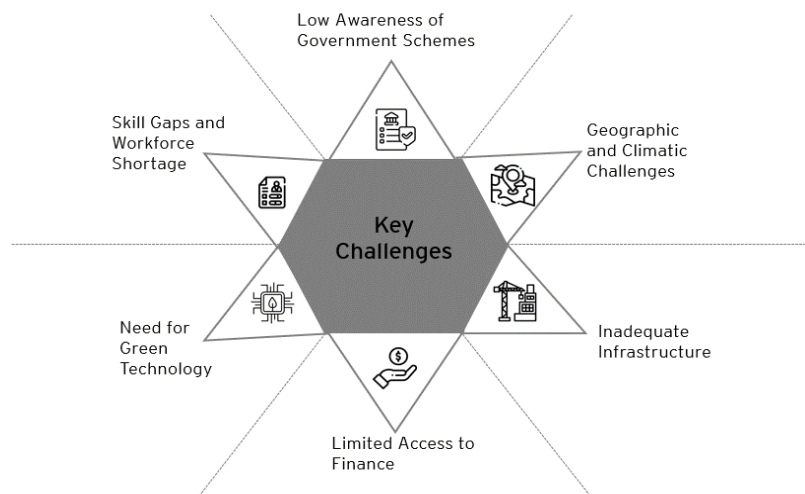 Low Awareness of
Government Schemes
Skill Gaps and
Workforce
Shortage
Geographic
and Climatic
Challenges
Key
Challenges
Need for
Green
Technology
Inadequate
Infrastructure
Limited Access to
Finance